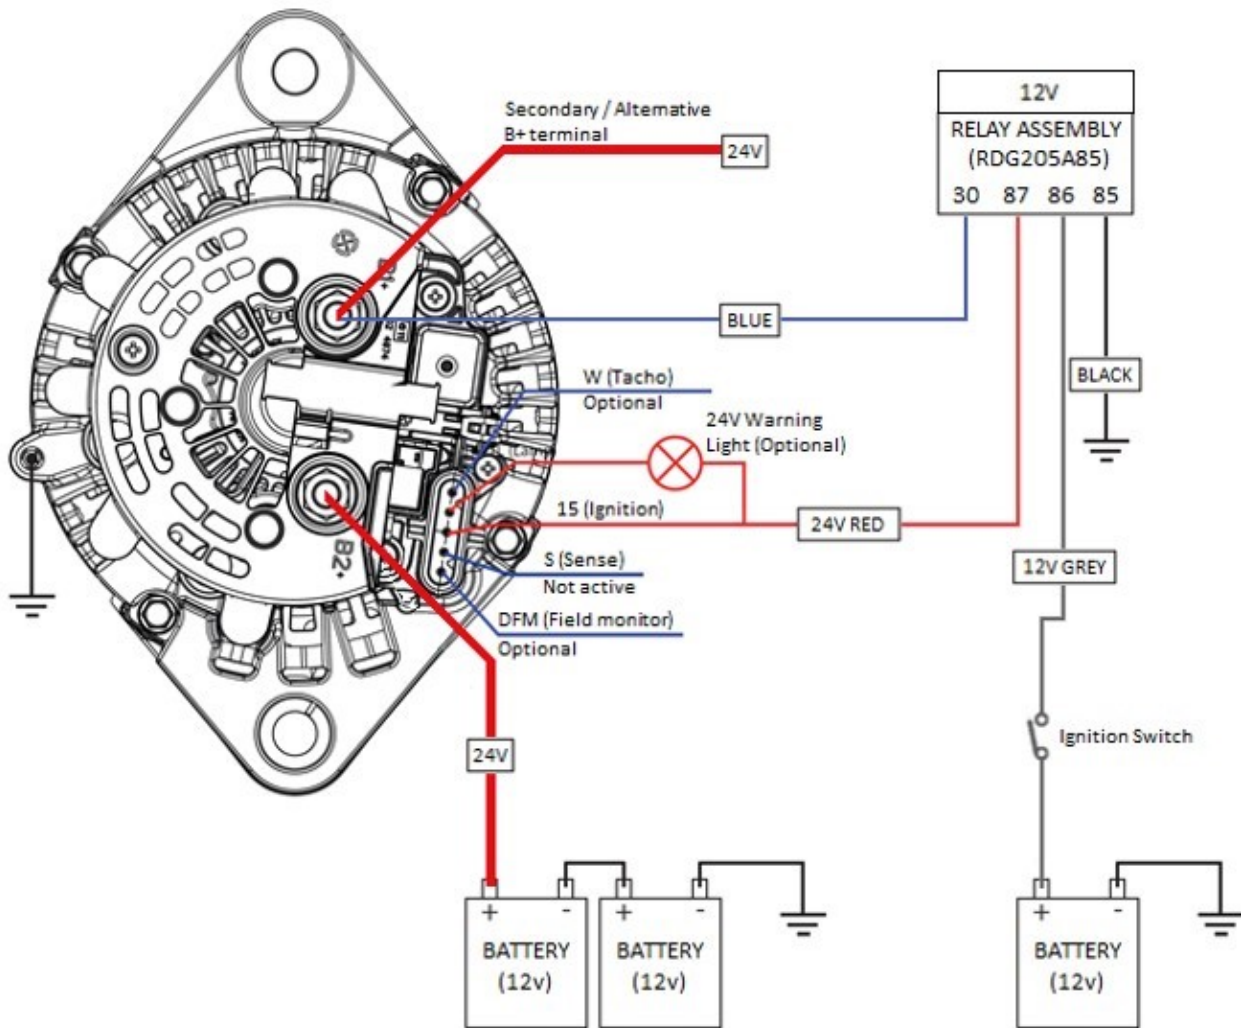 Secondary / Alternative
B+ terminal
24V
12V
RELAY ASSEMBLY
(RDG205A85)
30 87 86 85
BLUE
BLACK
W (Tacho)
Optional
24V Warning
Light (Optional)
15 (Ignition)
24V RED
S (Sense)
Not active
12V GREY
DFM (Field monitor)
Optional
B2+
24V
Ignition Switch
+ -
BATTERY
(12v)
+ -
BATTERY
(12v)
+ -
BATTERY
(12v)